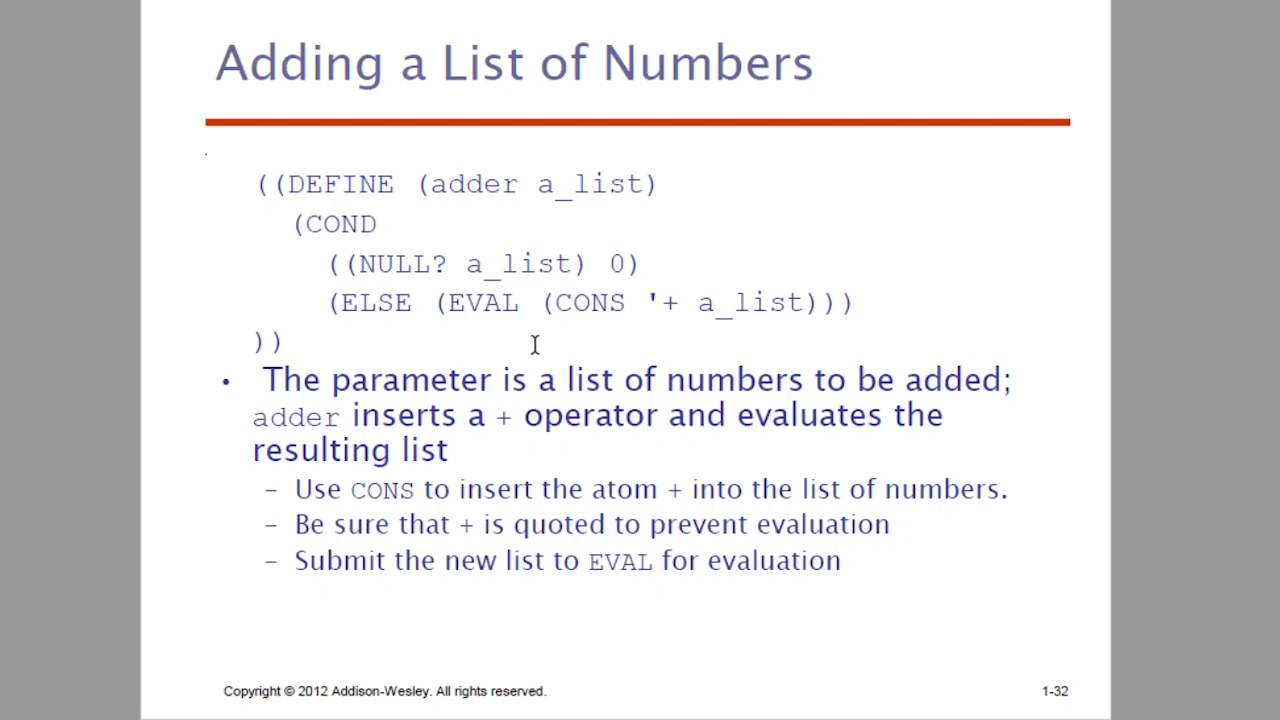 Adding a List of Numbers
((DEFINE (adder a_list)
(COND
((NULL? a_list) 0)
(ELSE (EVAL (CONS '+ a_list)))
))
• The parameter is a list of numbers to be added;
adder inserts a + operator and evaluates the
resulting list
– Use CONS to insert the atom + into the list of numbers.
– Be sure that + is quoted to prevent evaluation
– Submit the new list to EVAL for evaluation
Copyright © 2012 Addison-Wesley. All rights reserved.
1-32